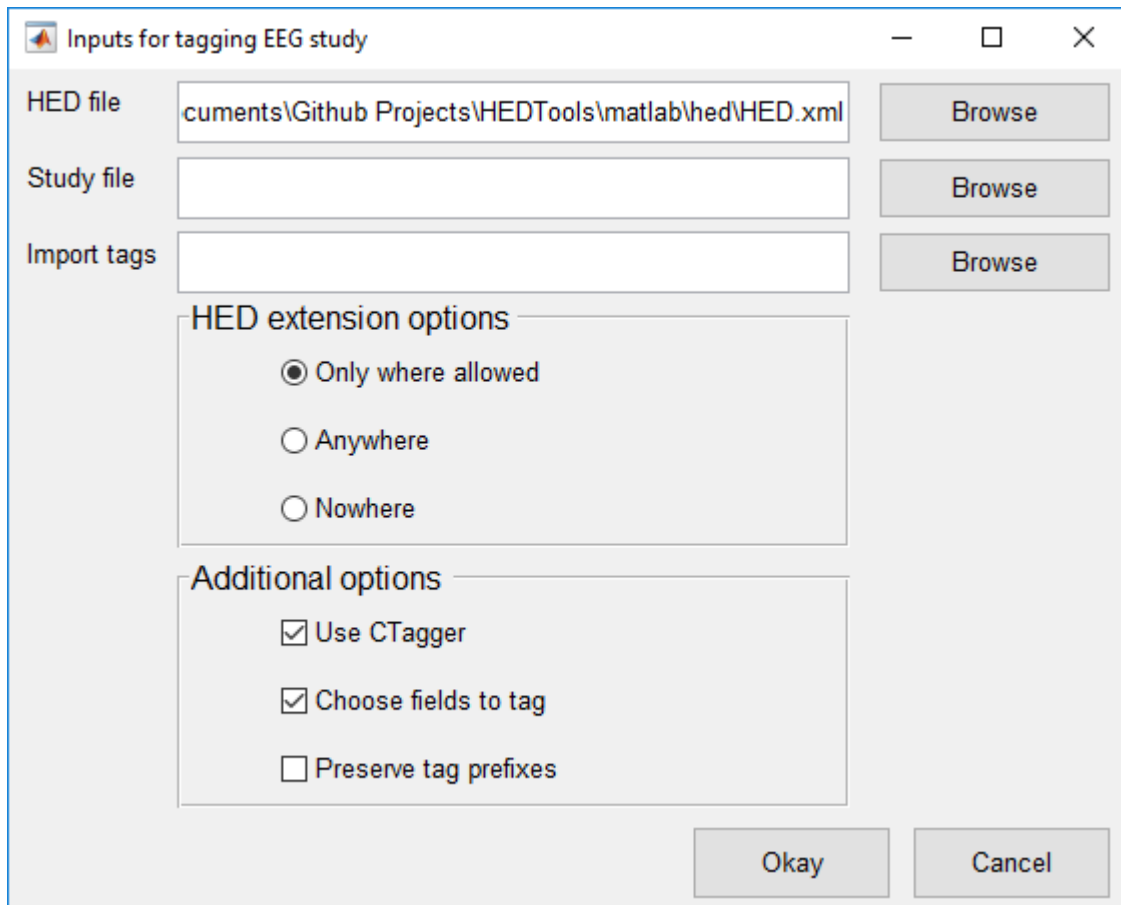 Inputs for tagging EEG study
HED file
cuments\Github Projects\HEDTools\matlab\hed\HED.xml
Browse
Study file
Browse
Import tags
Browse
HED extension options
Only where allowed
Anywhere
Nowhere
Additional options
Use CTagger
Choose fields to tag
Preserve tag prefixes
Okay
Cancel